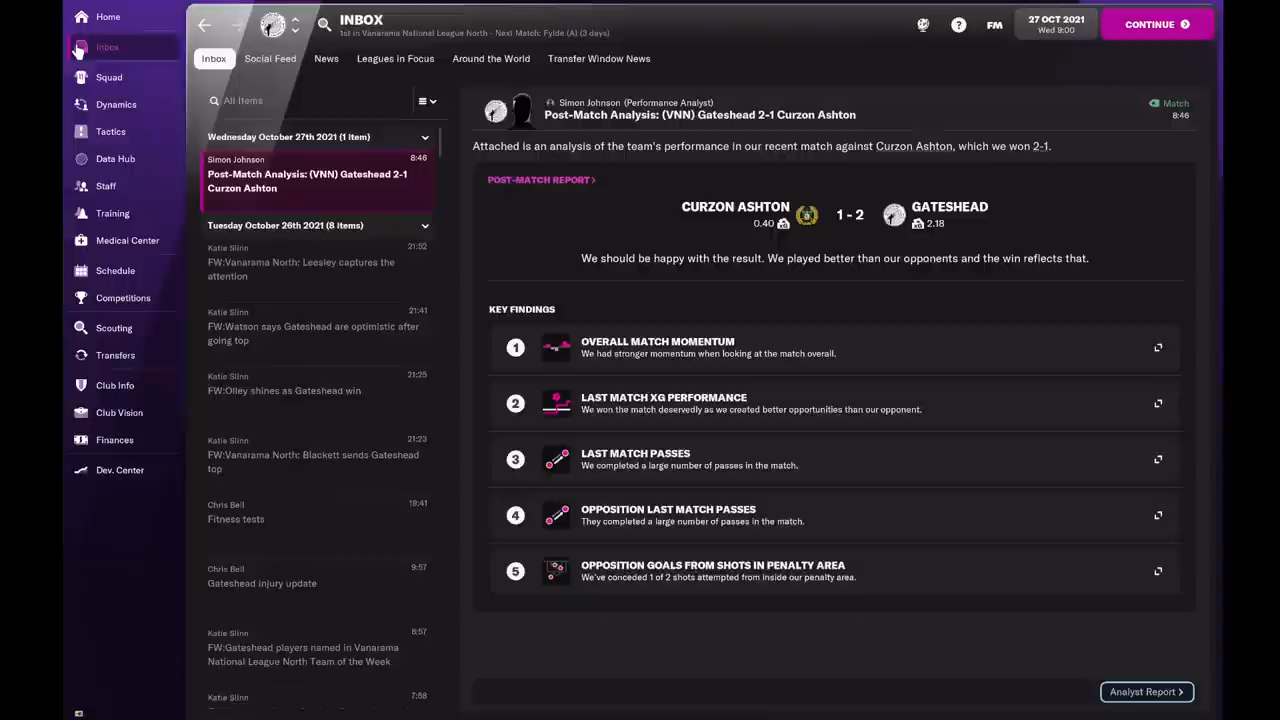 Home
Inbox
Squad
Dynamics
Tactics
Data Hub
Staff
Training
Medical Center
Schedule
Competitions
Scouting
Transfers
Club Info
Club Vision
Finances
Dev. Center
INBOX
1st in Vanarama National League North - Next Match: Fylde (A) (3 days)
FM
27 OCT 2021
Wed 9:00
CONTINUE
Inbox
Social Feed
News
Leagues in Focus
Around the World
Transfer Window News
All Items
Wednesday October 27th 2021 (1 item)
Simon Johnson
8:46
Post-Match Analysis: (VNN) Gateshead 2-1
Curzon Ashton
Tuesday October 26th 2021 (8 items)
Katie Slinn
21:52
FW:Vanarama North: Leesley captures the
attention
Katie Slinn
21:41
FW:Watson says Gateshead are optimistic after
going top
Katie Slinn
21:25
FW:Olley shines as Gateshead win
Katie Slinn
21:23
FW:Vanarama North: Blackett sends Gateshead
top
Chris Bell
19:41
Fitness tests
Chris Bell
9:57
Gateshead injury update
Katie Slinn
8:57
FW:Gateshead players named in Vanarama
National League North Team of the Week
Katie Slinn
7:58
Simon Johnson (Performance Analyst)
Post-Match Analysis: (VNN) Gateshead 2-1 Curzon Ashton
Match
8:46
Attached is an analysis of the team's performance in our recent match against Curzon Ashton, which we won 2-1.
POST-MATCH REPORT >
CURZON ASHTON
0.40 xG
1 - 2
GATESHEAD
xG 2.18
We should be happy with the result. We played better than our opponents and the win reflects that.
KEY FINDINGS
1
OVERALL MATCH MOMENTUM
We had stronger momentum when looking at the match overall.
2
LAST MATCH XG PERFORMANCE
We won the match deservedly as we created better opportunities than our opponent.
3
LAST MATCH PASSES
We completed a large number of passes in the match.
4
OPPOSITION LAST MATCH PASSES
They completed a large number of passes in the match.
5
OPPOSITION GOALS FROM SHOTS IN PENALTY AREA
We've conceded 1 of 2 shots attempted from inside our penalty area.
Analyst Report >